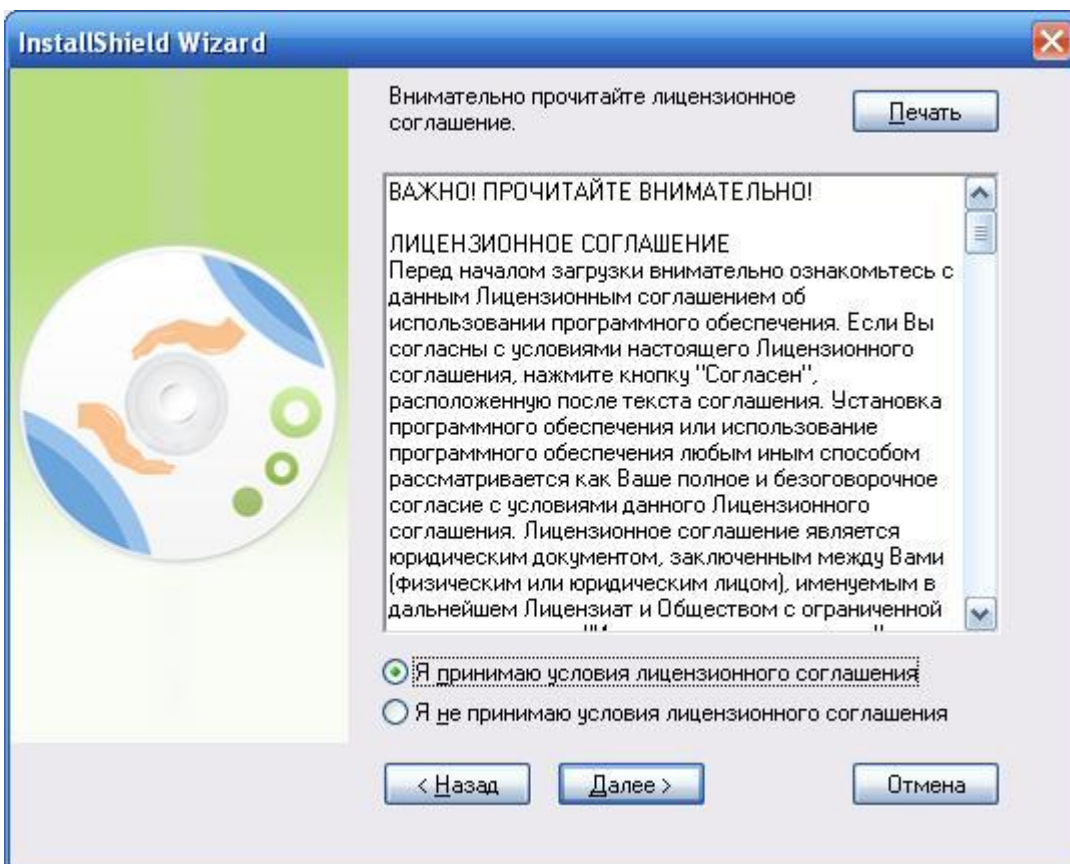 InstallShield Wizard
Внимательно прочитайте лицензионное
соглашение.
Печать
ВАЖНО! ПРОЧИТАЙТЕ ВНИМАТЕЛЬНО!
ЛИЦЕНЗИОННОЕ СОГЛАШЕНИЕ
Перед началом загрузки внимательно ознакомьтесь с
данным Лицензионным соглашением об
использовании программного обеспечения. Если Вы
согласны с условиями настоящего Лицензионного
соглашения, нажмите кнопку "Согласен",
расположенную после текста соглашения. Установка
программного обеспечения или использование
программного обеспечения любым иным способом
рассматривается как Ваше полное и безоговорочное
согласие с условиями данного Лицензионного
соглашения. Лицензионное соглашение является
юридическим документом, заключенным между Вами
(физическим или юридическим лицом), именуемым в
дальнейшем Лицензиат и Обществом с ограниченной
Я принимаю условия лицензионного соглашения
Я не принимаю условия лицензионного соглашения
< Назад
Далее >
Отмена